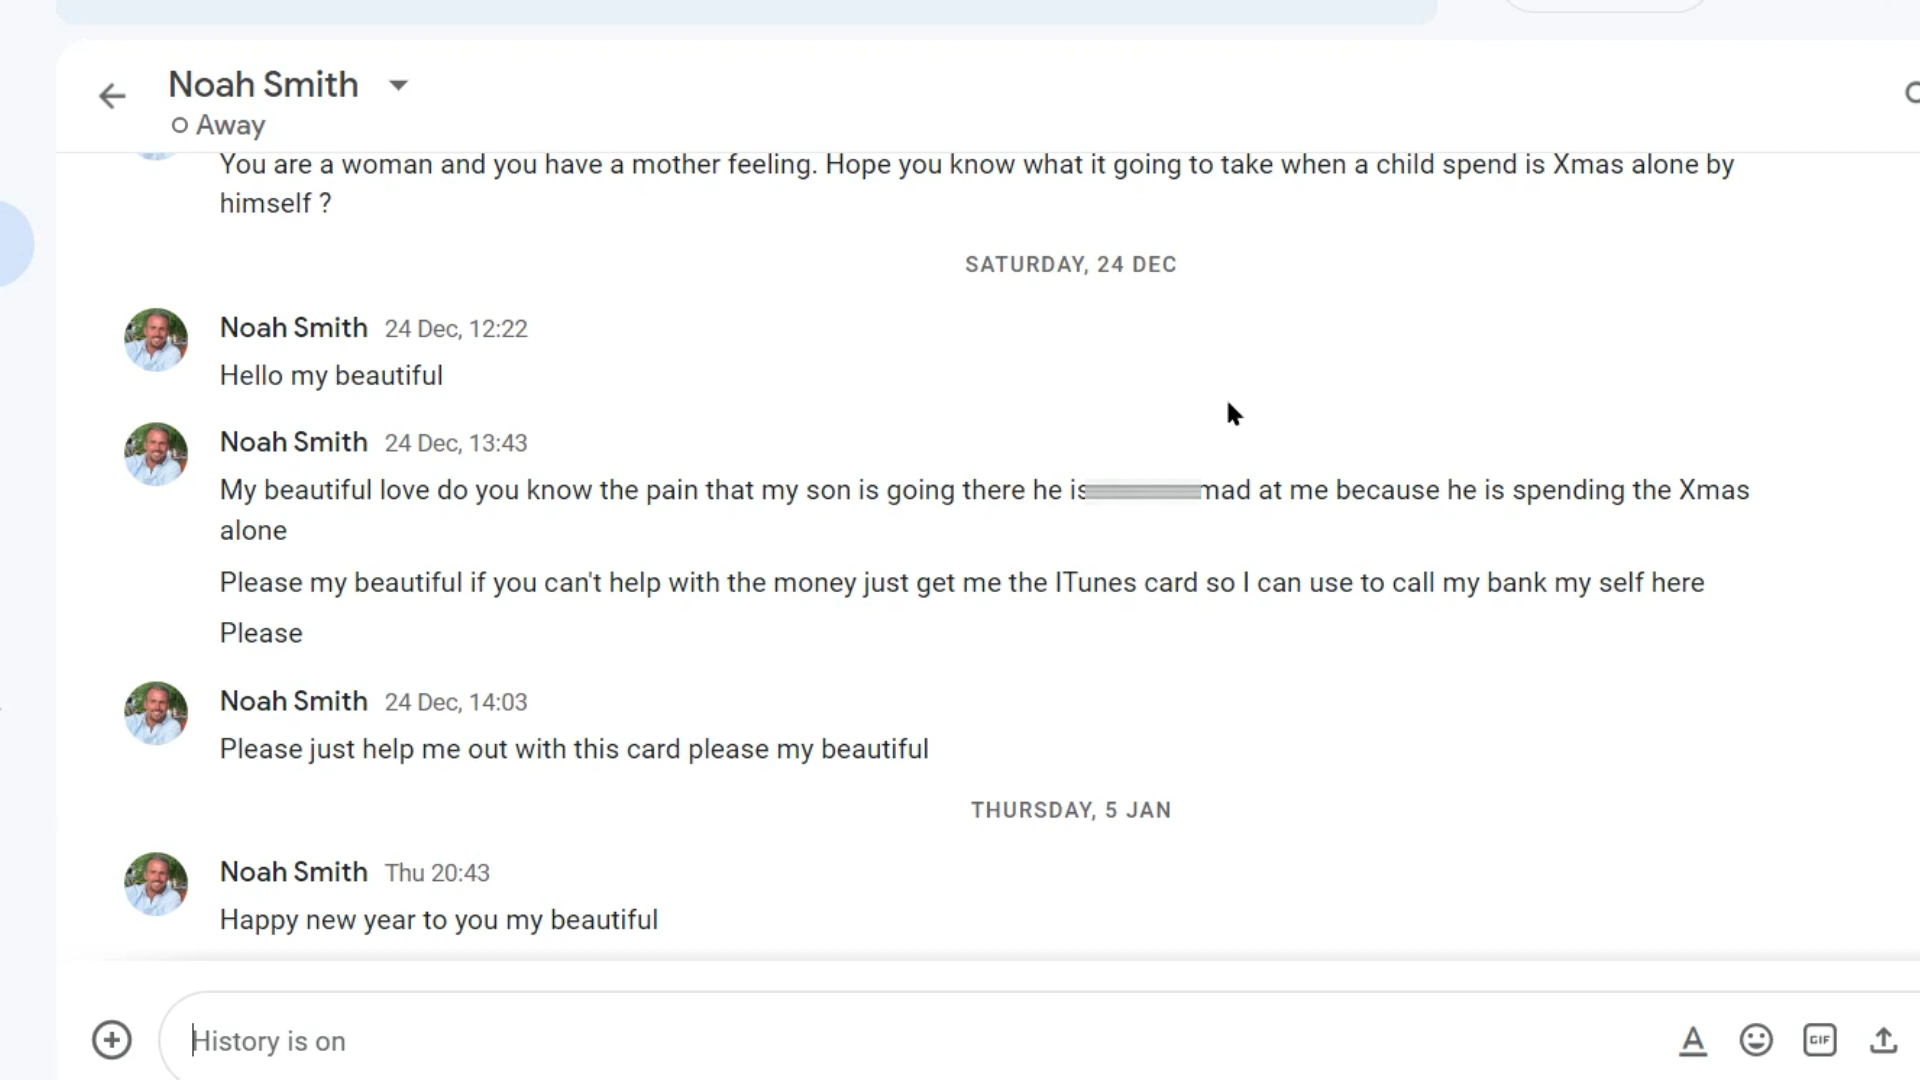 Noah Smith
Away
You are a woman and you have a mother feeling. Hope you know what it going to take when a child spend is Xmas alone by
himself ?
SATURDAY, 24 DEC
Noah Smith 24 Dec, 12:22
Hello my beautiful
Noah Smith 24 Dec, 13:43
My beautiful love do you know the pain that my son is going there he is mad at me because he is spending the Xmas
alone
Please my beautiful if you can't help with the money just get me the ITunes card so I can use to call my bank my self here
Please
Noah Smith 24 Dec, 14:03
Please just help me out with this card please my beautiful
THURSDAY, 5 JAN
Noah Smith Thu 20:43
Happy new year to you my beautiful
History is on
A
GIF